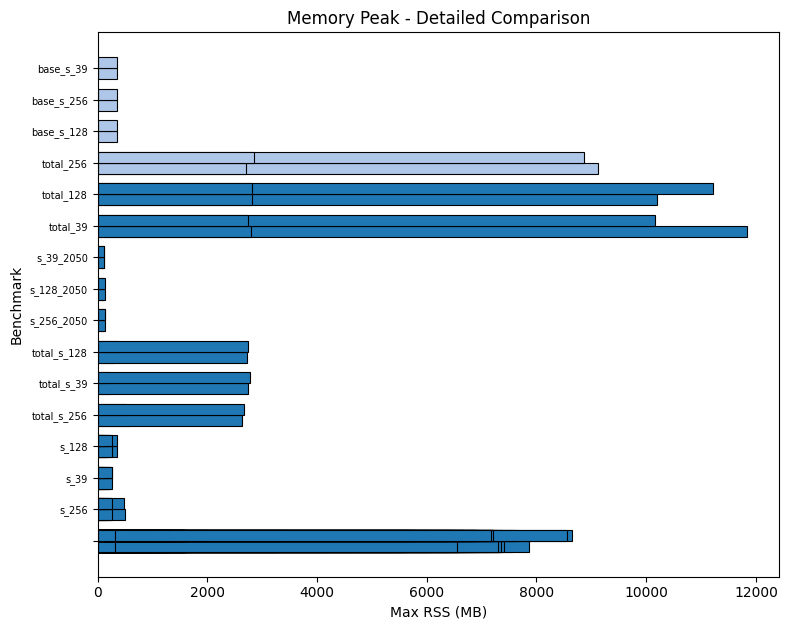 Memory Peak - Detailed Comparison
Benchmark
base_s_39
base_s_256
base_s_128
total_256
total_128
total_39
s_39_2050
s_128_2050
s_256_2050
total_s_128
total_s_39
total_s_256
s_128
s_39
s_256
0 2000 4000 6000 8000 10000 12000
Max RSS (MB)